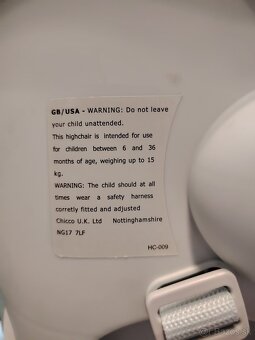 GB/USA - WARNING: Do not leave
your child unattended.
This highchair is intended for use
for children between 6 and 36
months of age, weighing up to 15
kg.
WARNING: The child should at all
times wear a safety harness
corretly fitted and adjusted
Chicco U.K. Ltd Nottinghamshire
NG17 7LF
HC-009